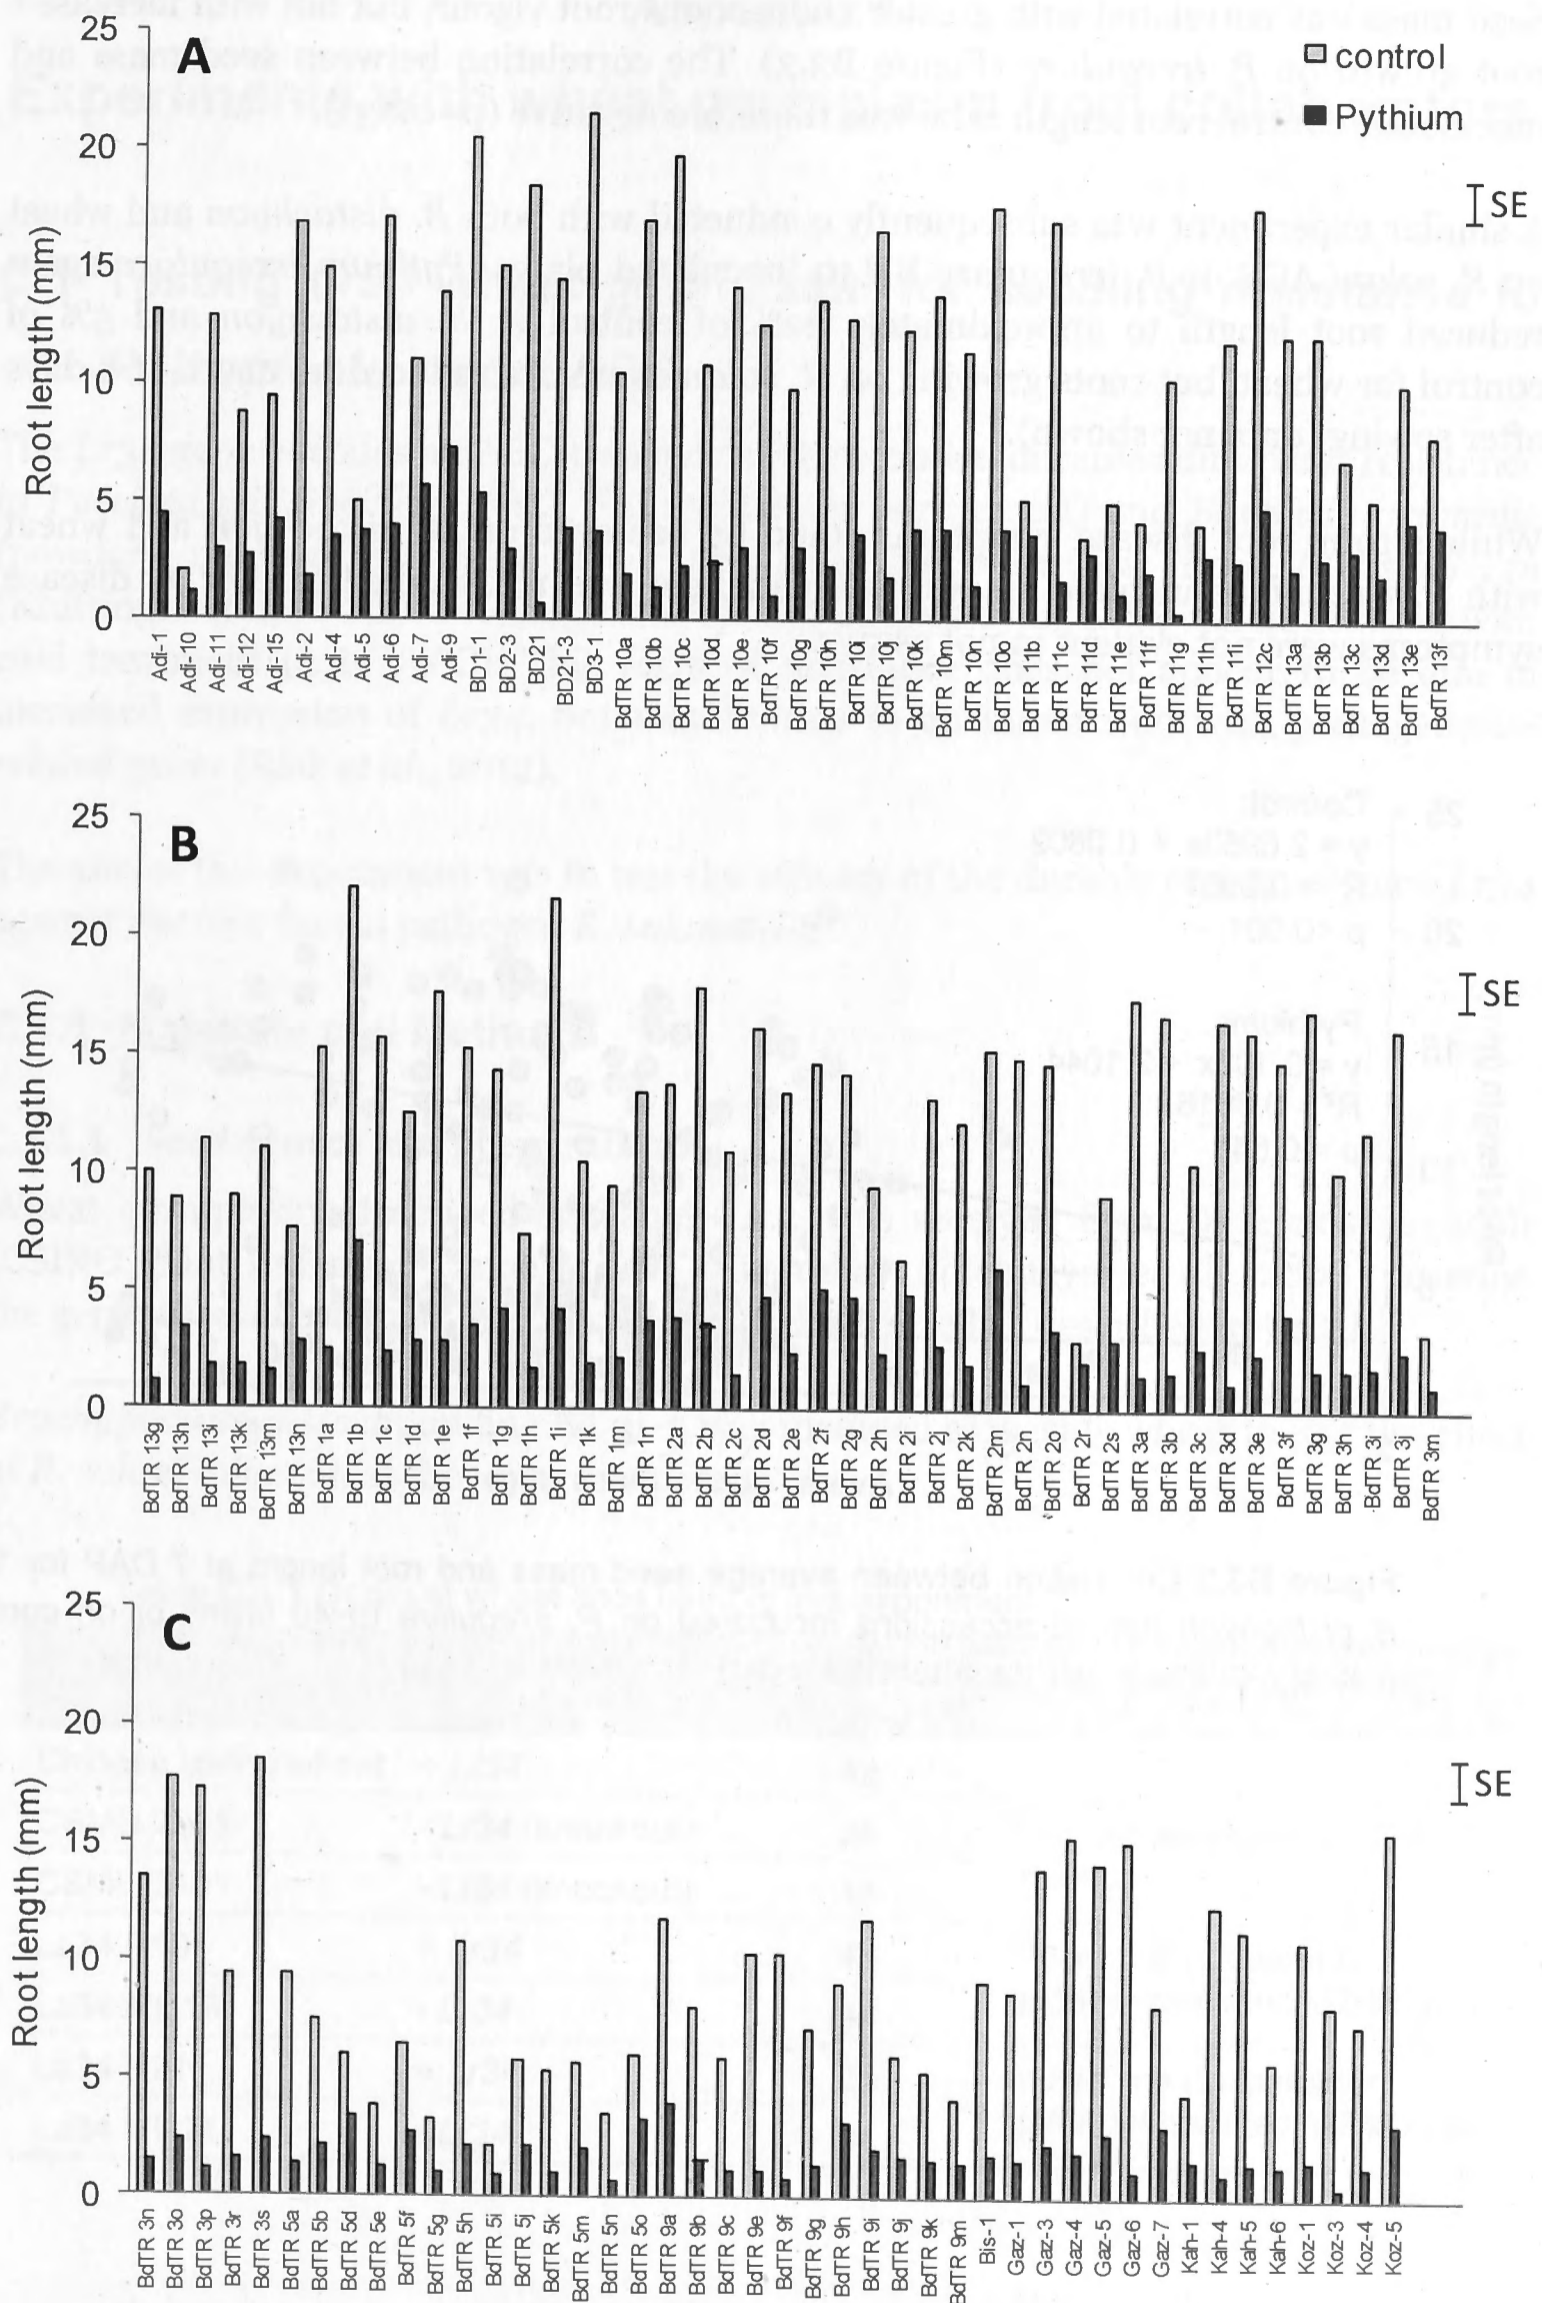 A
control
Pythium
SE
Root length (mm)
25
20
15
10
5
0
Adi-1
Adi-10
Adi-11
Adi-12
Adi-15
Adi-2
Adi-4
Adi-5
Adi-6
Adi-7
Adi-9
BD1-1
BD2-3
BD21
BD21-3
BD3-1
BdTR 10a
BdTR 10b
BdTR 10c
BdTR 10d
BdTR 10e
BdTR 10f
BdTR 10g
BdTR 10h
BdTR 10i
BdTR 10j
BdTR 10k
BdTR 10m
BdTR 10n
BdTR 10o
BdTR 11b
BdTR 11c
BdTR 11d
BdTR 11e
BdTR 11f
BdTR 11g
BdTR 11h
BdTR 11i
BdTR 12c
BdTR 13a
BdTR 13b
BdTR 13c
BdTR 13d
BdTR 13e
BdTR 13f
B
SE
Root length (mm)
25
20
15
10
5
0
BdTR 13g
BdTR 13h
BdTR 13i
BdTR 13k
BdTR 13m
BdTR 13n
BdTR 1a
BdTR 1b
BdTR 1c
BdTR 1d
BdTR 1e
BdTR 1f
BdTR 1g
BdTR 1h
BdTR 1i
BdTR 1k
BdTR 1m
BdTR 1n
BdTR 2a
BdTR 2b
BdTR 2c
BdTR 2d
BdTR 2e
BdTR 2f
BdTR 2g
BdTR 2h
BdTR 2i
BdTR 2j
BdTR 2k
BdTR 2m
BdTR 2n
BdTR 2o
BdTR 2r
BdTR 2s
BdTR 3a
BdTR 3b
BdTR 3c
BdTR 3d
BdTR 3e
BdTR 3f
BdTR 3g
BdTR 3h
BdTR 3i
BdTR 3j
BdTR 3m
C
SE
Root length (mm)
25
20
15
10
5
0
BdTR 3n
BdTR 3o
BdTR 3p
BdTR 3r
BdTR 3s
BdTR 5a
BdTR 5b
BdTR 5d
BdTR 5e
BdTR 5f
BdTR 5g
BdTR 5h
BdTR 5i
BdTR 5j
BdTR 5k
BdTR 5m
BdTR 5n
BdTR 5o
BdTR 9a
BdTR 9b
BdTR 9c
BdTR 9e
BdTR 9f
BdTR 9g
BdTR 9h
BdTR 9i
BdTR 9j
BdTR 9k
BdTR 9m
Bis-1
Gaz-1
Gaz-3
Gaz-4
Gaz-5
Gaz-6
Gaz-7
Kah-1
Kah-4
Kah-5
Kah-6
Koz-1
Koz-3
Koz-4
Koz-5